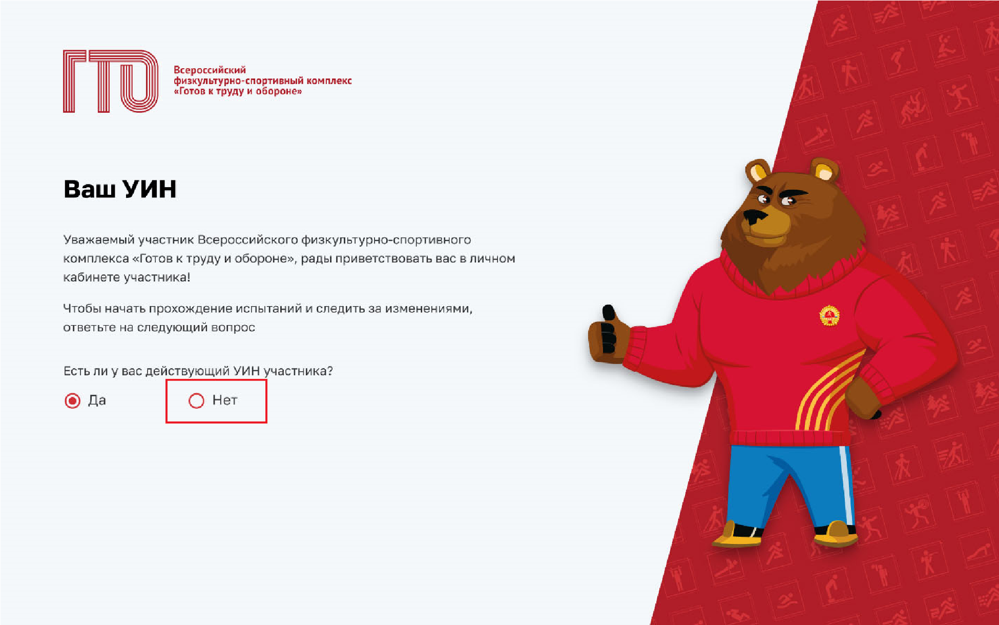 ГТО
Всероссийский
физкультурно-спортивный комплекс
«Готов к труду и обороне»
Ваш УИН
Уважаемый участник Всероссийского физкультурно-спортивного
комплекса «Готов к труду и обороне», рады приветствовать вас в личном
кабинете участника!
Чтобы начать прохождение испытаний и следить за изменениями,
ответьте на следующий вопрос
Есть ли у вас действующий УИН участника?
Да
Нет